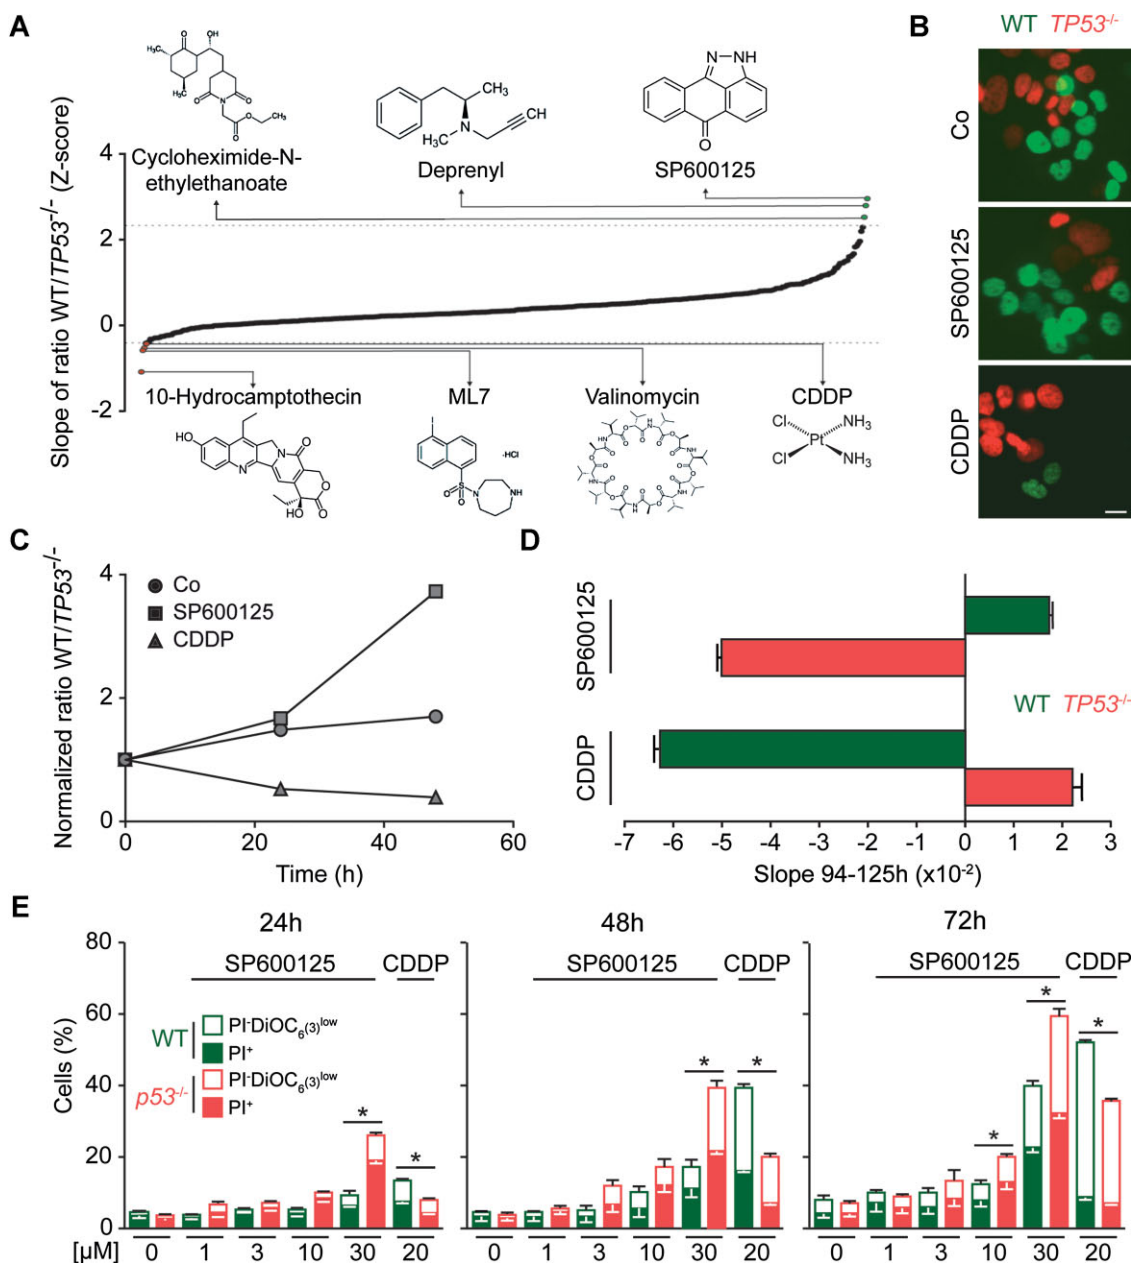 A
B
WT TP53-/-
Cycloheximide-N-
ethylethanoate
Deprenyl
SP600125
Slope of ratio WT/TP53-/- (Z-score)
4
2
0
-2
10-Hydrocamptothecin
ML7
Valinomycin
CDDP
Co
SP600125
CDDP
C
Normalized ratio WT/TP53-/-
4
2
0
Co
SP600125
CDDP
0 20 40 60
Time (h)
D
SP600125
CDDP
WT TP53-/-
-7 -6 -5 -4 -3 -2 -1 0 1 2 3
Slope 94-125h (x10-2)
E
24h 48h 72h
Cells (%)
80
60
40
20
0
SP600125 CDDP
SP600125 CDDP
SP600125 CDDP
WT
PI-DiOC6(3)low
PI+
p53-/-
PI-DiOC6(3)low
PI+
* *
* *
* * *
[µM] 0 1 3 10 30 20
0 1 3 10 30 20
0 1 3 10 30 20